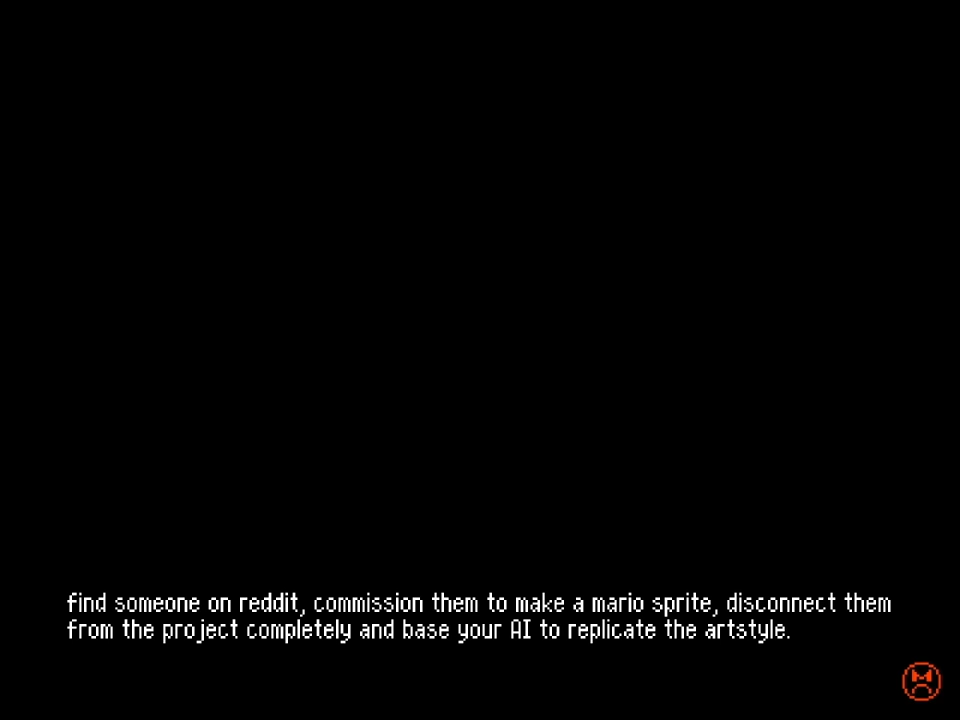 find someone on reddit, commission them to make a mario sprite, disconnect them
from the project completely and base your AI to replicate the artstyle.